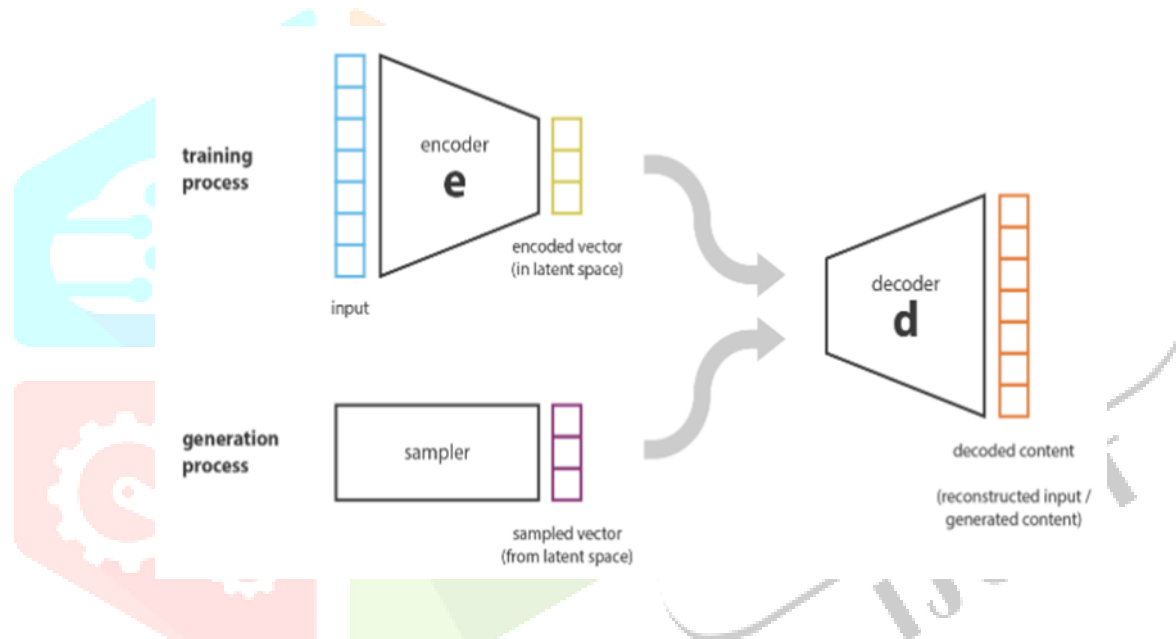 training
process
encoder
e
encoded vector
(in latent space)
input
decoder
d
decoded content
(reconstructed input /
generated content)
generation
process
sampler
sampled vector
(from latent space)